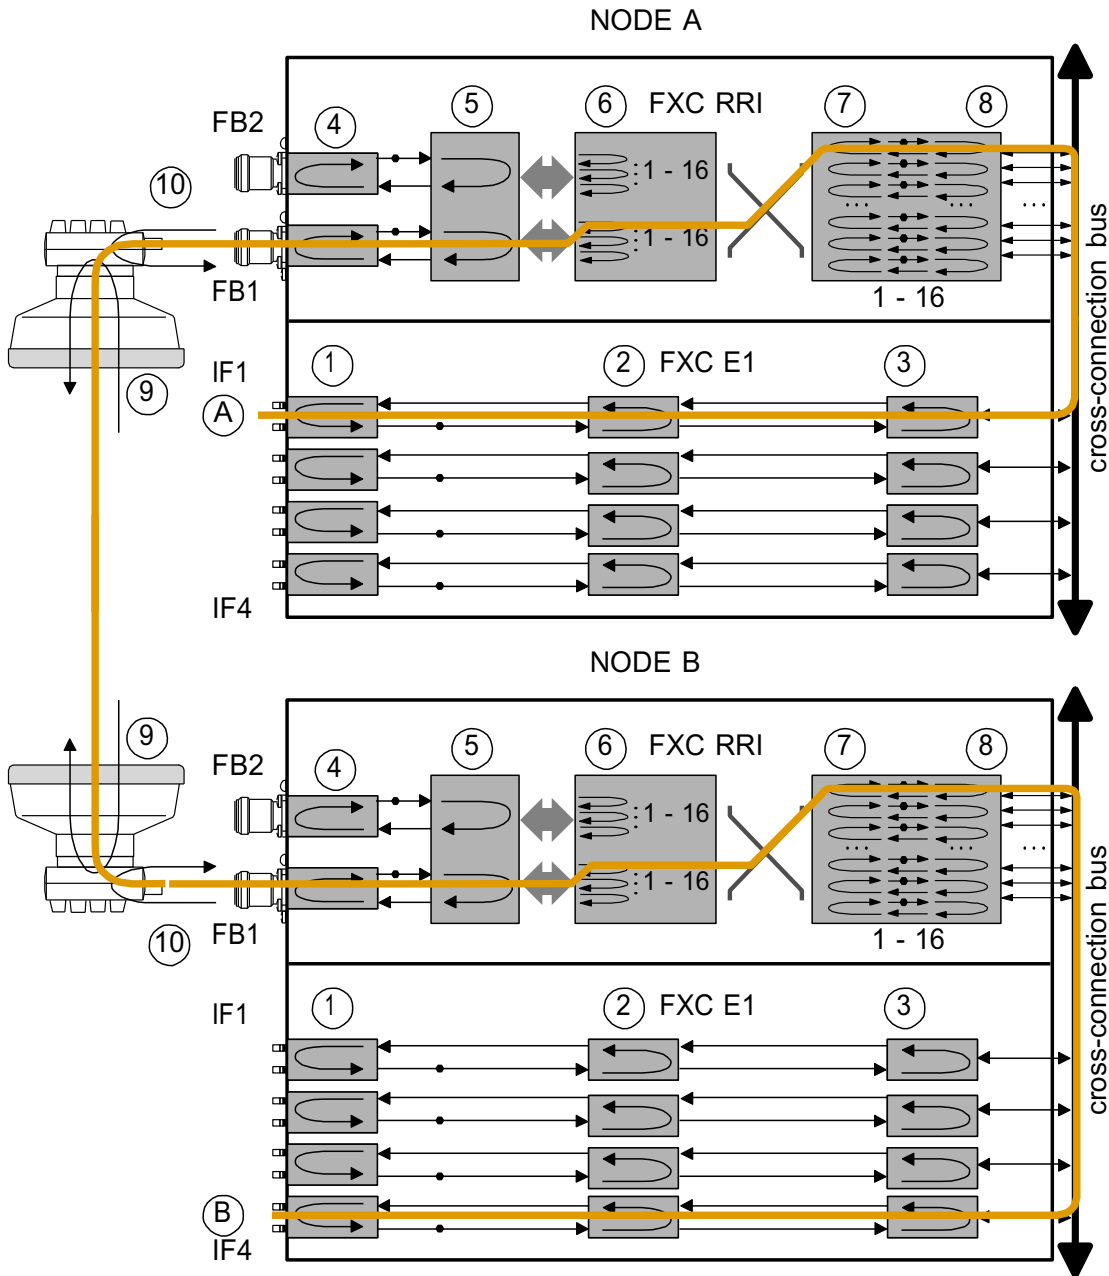 NODE A
FB2
4
5
6
FXC RRI
7
8
10
1 - 16
1 - 16
FB1
1 - 16
cross-connection bus
IF1
1
2
FXC E1
3
9
A
IF4
NODE B
9
FB2
4
5
6
FXC RRI
7
8
1 - 16
1 - 16
10
FB1
1 - 16
cross-connection bus
IF1
1
2
FXC E1
3
B
IF4